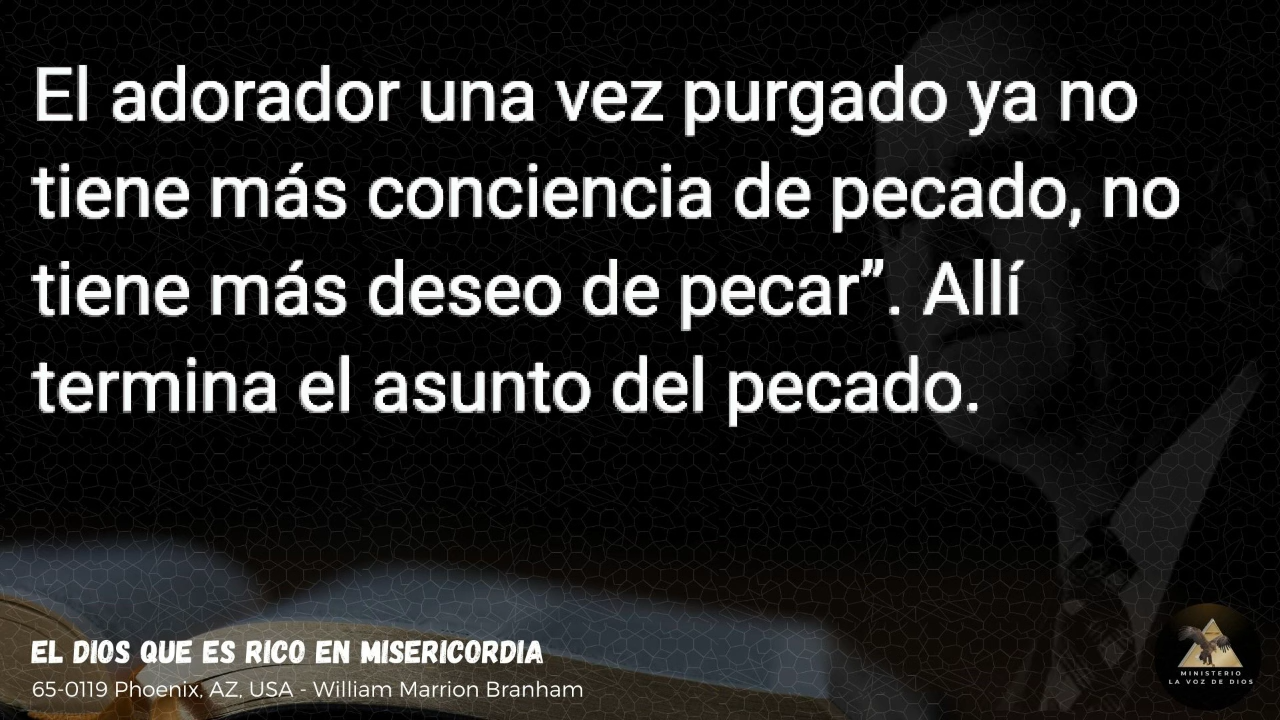 El adorador una vez purgado ya no
tiene más conciencia de pecado, no
tiene más deseo de pecar”. Allí
termina el asunto del pecado.
EL DIOS QUE ES RICO EN MISERICORDIA
65-0119 Phoenix, AZ, USA - William Marrion Branham
MINISTERIO
LA VOZ DE DIOS